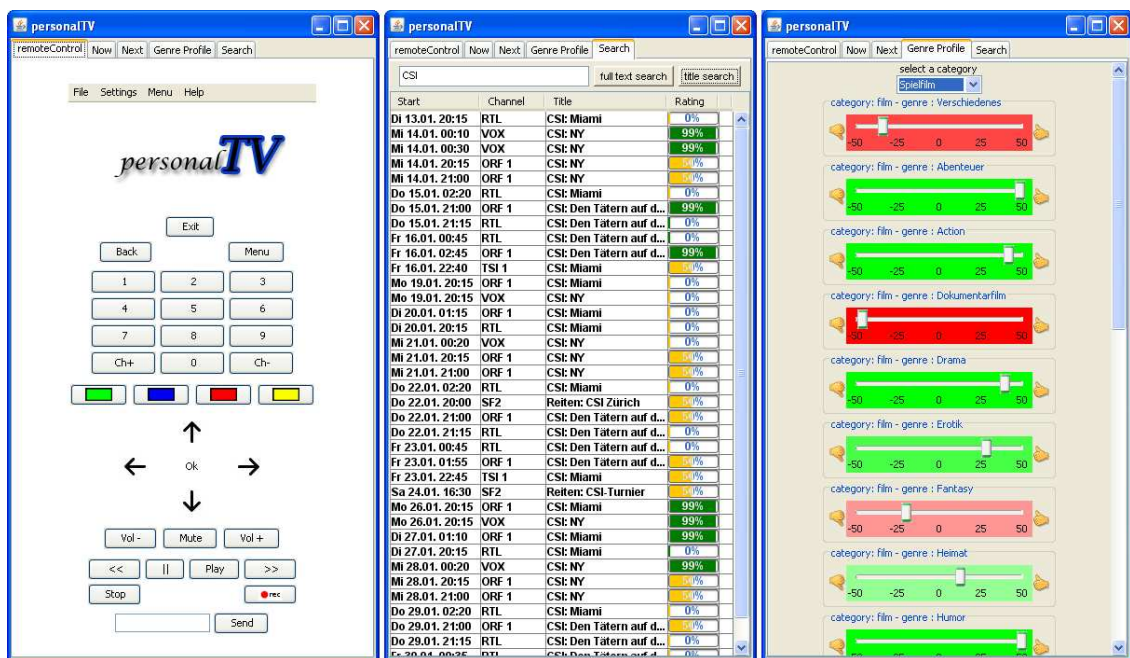 personalTV
remoteControl Now Next Genre Profile Search
File Settings Menu Help
personalTV
Exit
Back Menu
1 2 3
4 5 6
7 8 9
Ch+ 0 Ch-
Ok
Vol - Mute Vol +
<< || Play >>
Stop rec
Send
personalTV
remoteControl Now Next Genre Profile Search
CSI full text search title search
Start Channel Title Rating
Di 13.01. 20:15 RTL CSI: Miami 0%
Mi 14.01. 00:10 VOX CSI: NY 99%
Mi 14.01. 00:30 VOX CSI: NY 99%
Mi 14.01. 20:15 ORF 1 CSI: NY
Mi 14.01. 21:00 ORF 1 CSI: NY
Do 15.01. 02:20 RTL CSI: Miami 0%
Do 15.01. 21:00 ORF 1 CSI: Den Tätern auf d... 99%
Do 15.01. 21:15 RTL CSI: Den Tätern auf d... 0%
Fr 16.01. 00:45 RTL CSI: Den Tätern auf d... 0%
Fr 16.01. 02:45 ORF 1 CSI: Den Tätern auf d... 99%
Fr 16.01. 22:40 TSI 1 CSI: Miami
Mo 19.01. 20:15 ORF 1 CSI: Miami 0%
Mo 19.01. 20:15 VOX CSI: NY 0%
Di 20.01. 01:15 ORF 1 CSI: Miami 0%
Di 20.01. 20:15 RTL CSI: Miami 0%
Mi 21.01. 00:20 VOX CSI: NY 0%
Mi 21.01. 20:15 ORF 1 CSI: NY
Mi 21.01. 21:00 ORF 1 CSI: NY
Do 22.01. 02:20 RTL CSI: Miami 0%
Do 22.01. 20:00 SF2 Reiten: CSI Zürich
Do 22.01. 21:00 ORF 1 CSI: Den Tätern auf d...
Do 22.01. 21:15 RTL CSI: Den Tätern auf d... 0%
Fr 23.01. 00:45 RTL CSI: Den Tätern auf d... 0%
Fr 23.01. 01:55 ORF 1 CSI: Den Tätern auf d...
Fr 23.01. 22:45 TSI 1 CSI: Miami
Sa 24.01. 16:30 SF2 Reiten: CSI-Turnier
Mo 26.01. 20:15 ORF 1 CSI: Miami 99%
Mo 26.01. 20:15 VOX CSI: NY 99%
Di 27.01. 01:10 ORF 1 CSI: Miami 99%
Di 27.01. 20:15 RTL CSI: Miami 0%
Mi 28.01. 00:20 VOX CSI: NY 99%
Mi 28.01. 20:15 ORF 1 CSI: NY
Mi 28.01. 21:00 ORF 1 CSI: NY
Do 29.01. 02:20 RTL CSI: Miami 0%
Do 29.01. 21:00 ORF 1 CSI: Den Tätern auf d...
Do 29.01. 21:15 RTL CSI: Den Tätern auf d... 0%
personalTV
remoteControl Now Next Genre Profile Search
select a category
Spielfilm
category: film - genre : Verschiedenes
-50 -25 0 25 50
category: film - genre : Abenteuer
-50 -25 0 25 50
category: film - genre : Action
-50 -25 0 25 50
category: film - genre : Dokumentarfilm
-50 -25 0 25 50
category: film - genre : Drama
-50 -25 0 25 50
category: film - genre : Erotik
-50 -25 0 25 50
category: film - genre : Fantasy
-50 -25 0 25 50
category: film - genre : Heimat
-50 -25 0 25 50
category: film - genre : Humor